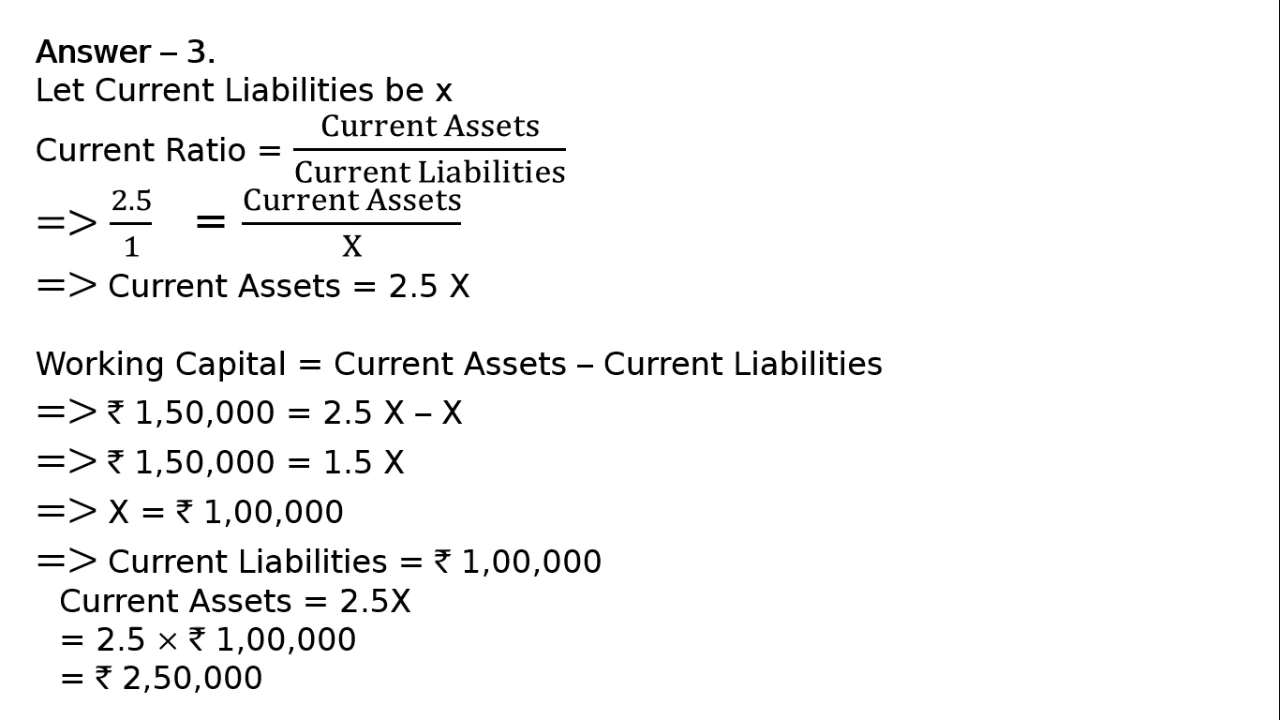 Answer – 3.
Let Current Liabilities be x
Current Ratio = Current Assets / Current Liabilities
=> 2.5 / 1 = Current Assets / X
=> Current Assets = 2.5 X
Working Capital = Current Assets – Current Liabilities
=> ₹ 1,50,000 = 2.5 X – X
=> ₹ 1,50,000 = 1.5 X
=> X = ₹ 1,00,000
=> Current Liabilities = ₹ 1,00,000
Current Assets = 2.5X
= 2.5 × ₹ 1,00,000
= ₹ 2,50,000